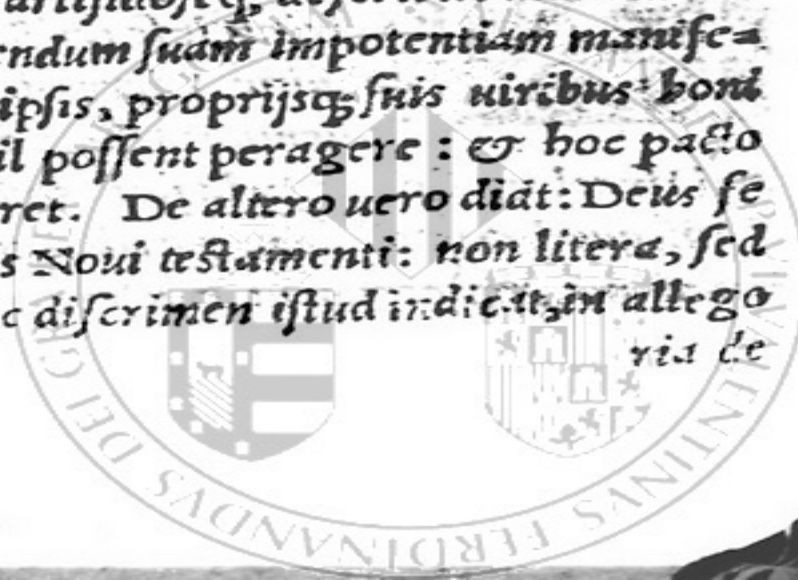 endum ſuam impotentiam manife=
ipſis, proprijsq; ſuis uiribus boni
il poſſent peragere : & hoc pacto
ret. De altero uero dicit: Deus ſe
s Noui teſtamenti: non litera, ſed
c diſcrimen iſtud indicat, in allego
ria de